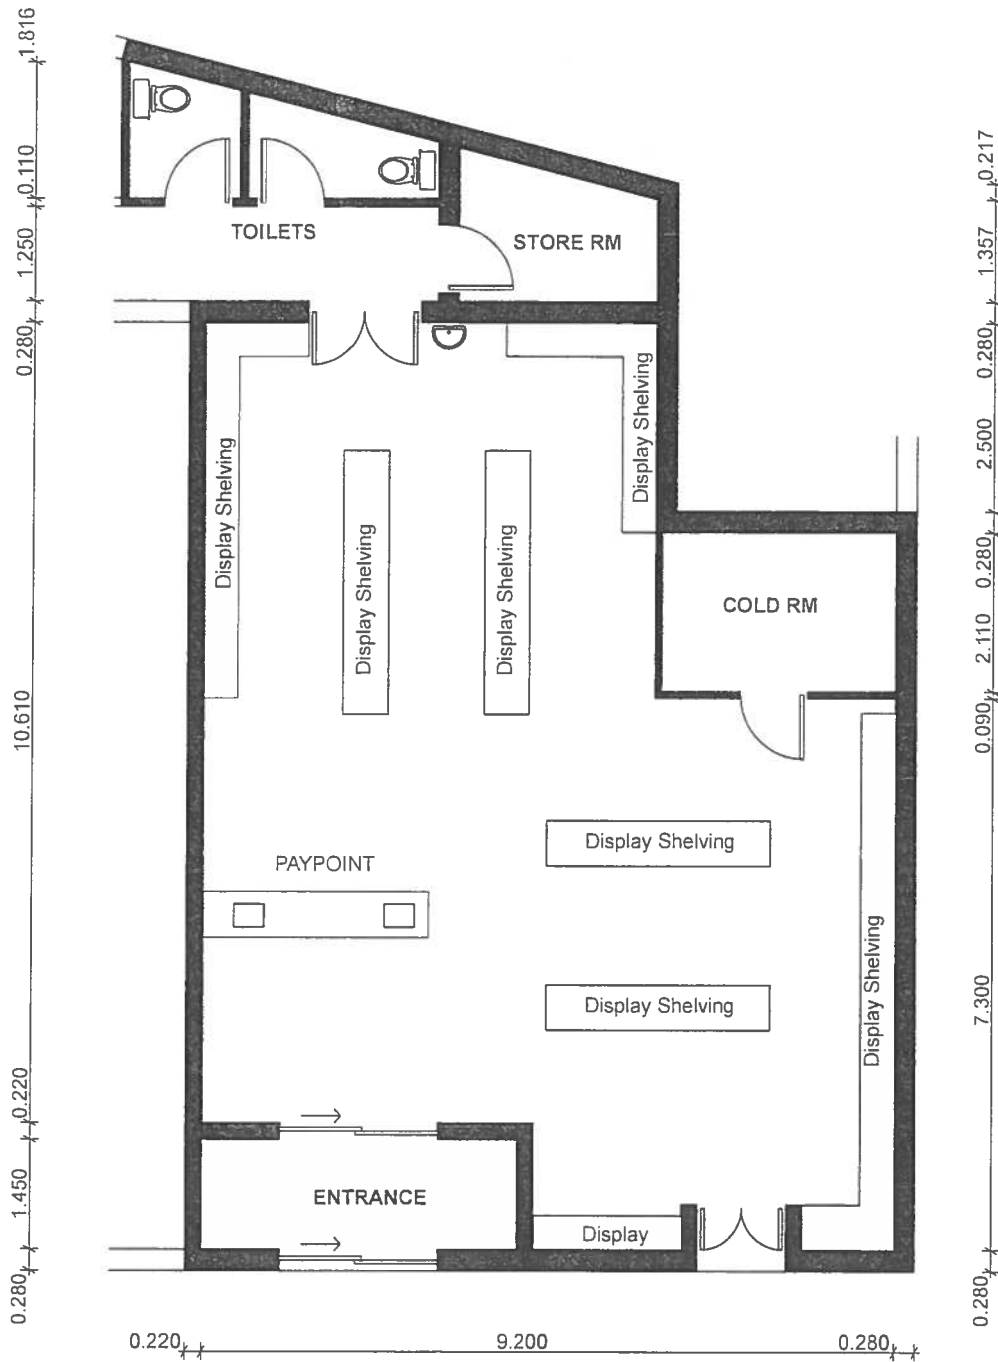 1.816
0.110
1.250
0.280
10.610
0.220
1.450
0.280
TOILETS
STORE RM
Display Shelving
Display Shelving
Display Shelving
Display Shelving
COLD RM
Display Shelving
PAYPOINT
Display Shelving
Display Shelving
ENTRANCE
Display
0.217
1.357
0.280
2.500
0.280
2.110
0.090
7.300
0.280
0.220
9.200
0.280